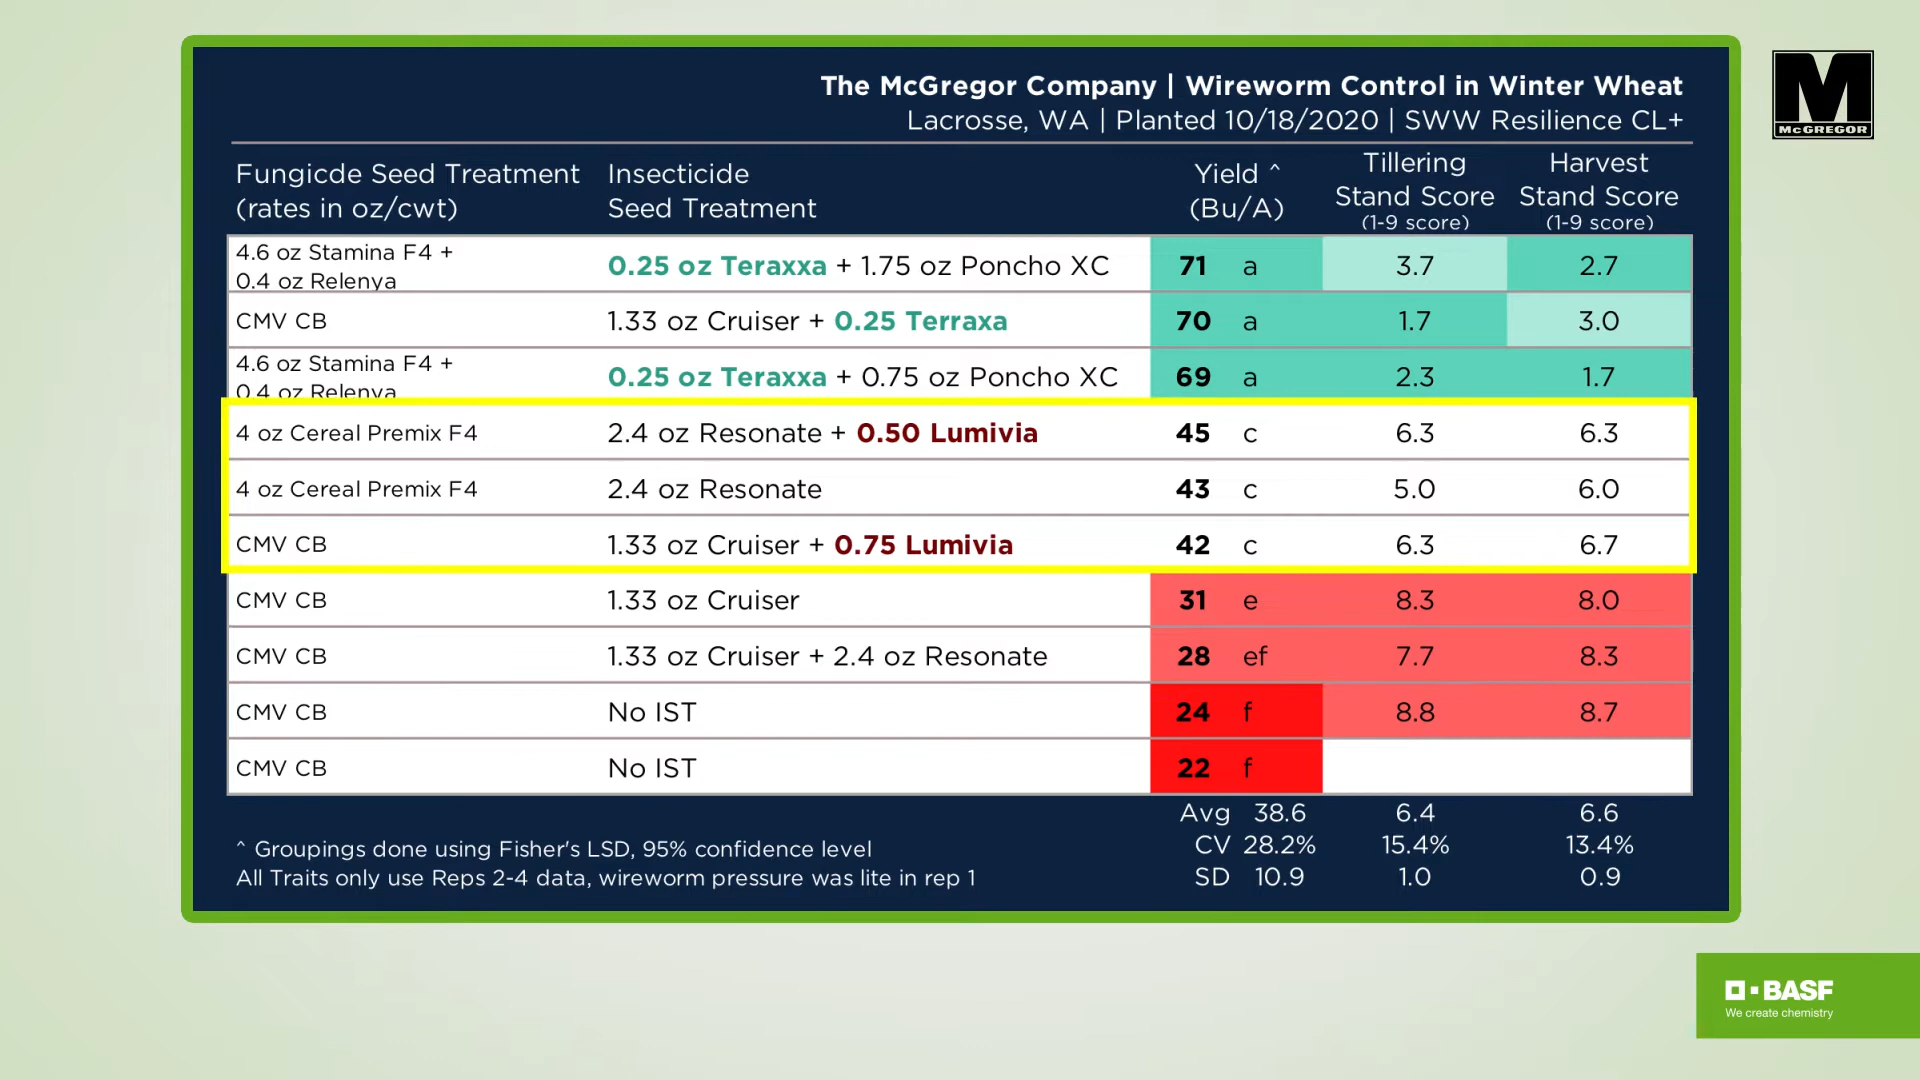 The McGregor Company | Wireworm Control in Winter Wheat
Lacrosse, WA | Planted 10/18/2020 | SWW Resilience CL+
M
McGREGOR
Fungicde Seed Treatment
(rates in oz/cwt)
Insecticide
Seed Treatment
Yield ^
(Bu/A)
Tillering
Stand Score
(1-9 score)
Harvest
Stand Score
(1-9 score)
4.6 oz Stamina F4 +
0.4 oz Relenya
0.25 oz Teraxxa + 1.75 oz Poncho XC
71 a
3.7
2.7
CMV CB
1.33 oz Cruiser + 0.25 Terraxa
70 a
1.7
3.0
4.6 oz Stamina F4 +
0.4 oz Relenya
0.25 oz Teraxxa + 0.75 oz Poncho XC
69 a
2.3
1.7
4 oz Cereal Premix F4
2.4 oz Resonate + 0.50 Lumivia
45 c
6.3
6.3
4 oz Cereal Premix F4
2.4 oz Resonate
43 c
5.0
6.0
CMV CB
1.33 oz Cruiser + 0.75 Lumivia
42 c
6.3
6.7
CMV CB
1.33 oz Cruiser
31 e
8.3
8.0
CMV CB
1.33 oz Cruiser + 2.4 oz Resonate
28 ef
7.7
8.3
CMV CB
No IST
24 f
8.8
8.7
CMV CB
No IST
22 f
Avg 38.6
6.4
6.6
CV 28.2%
15.4%
13.4%
SD 10.9
1.0
0.9
^ Groupings done using Fisher's LSD, 95% confidence level
All Traits only use Reps 2-4 data, wireworm pressure was lite in rep 1
BASF
We create chemistry